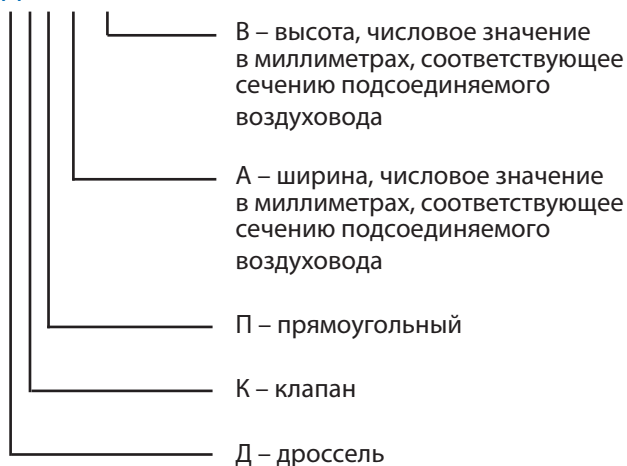 В – высота, числовое значение
в миллиметрах, соответствующее
сечению подсоединяемого
воздуховода
А – ширина, числовое значение
в миллиметрах, соответствующее
сечению подсоединяемого
воздуховода
П – прямоугольный
К – клапан
Д – дроссель